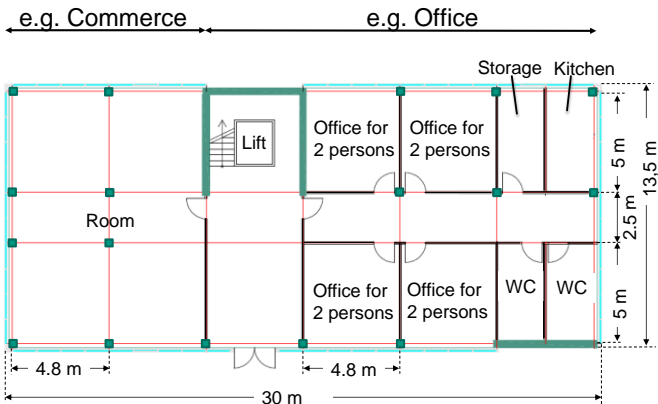 e.g. Commerce
e.g. Office
Storage
Kitchen
Lift
Office for
2 persons
Office for
2 persons
5 m
13,5 m
2.5 m
Room
Office for
2 persons
Office for
2 persons
WC
WC
5 m
4.8 m
4.8 m
30 m